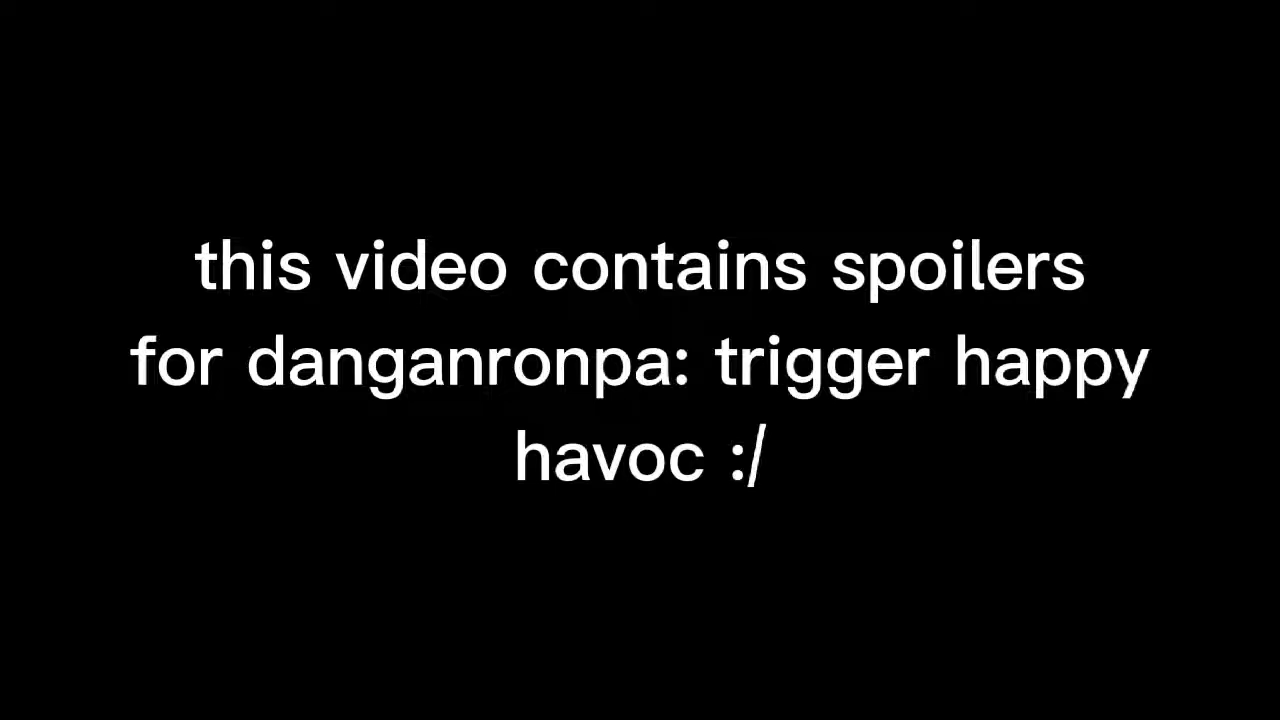 this video contains spoilers
for danganronpa: trigger happy
havoc :/